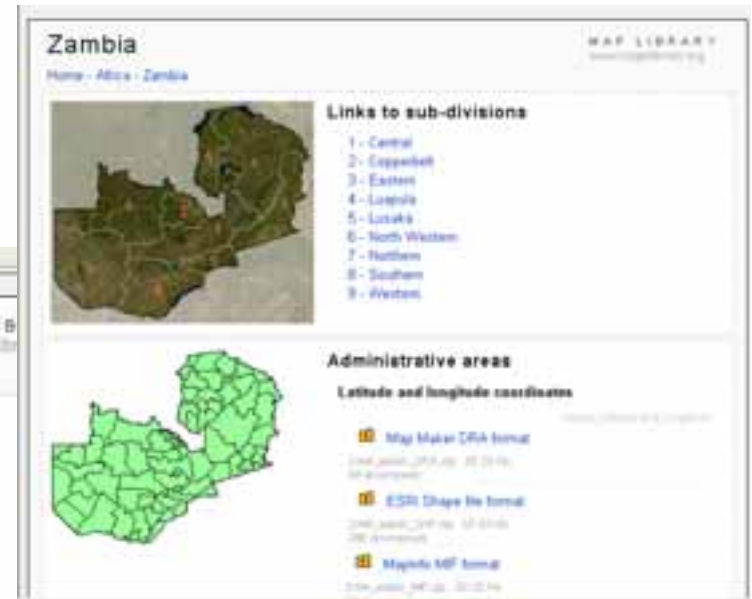 Zambia
MAP LIBRARY
Home - Africa - Zambia
Links to sub-divisions
1 - Central
2 - Copperbelt
3 - Eastern
4 - Luapula
5 - Lusaka
6 - North Western
7 - Northern
8 - Southern
9 - Western
Administrative areas
Latitude and longitude coordinates
Map Maker DRA format
ESRI Shape file format
MapInfo MIF format